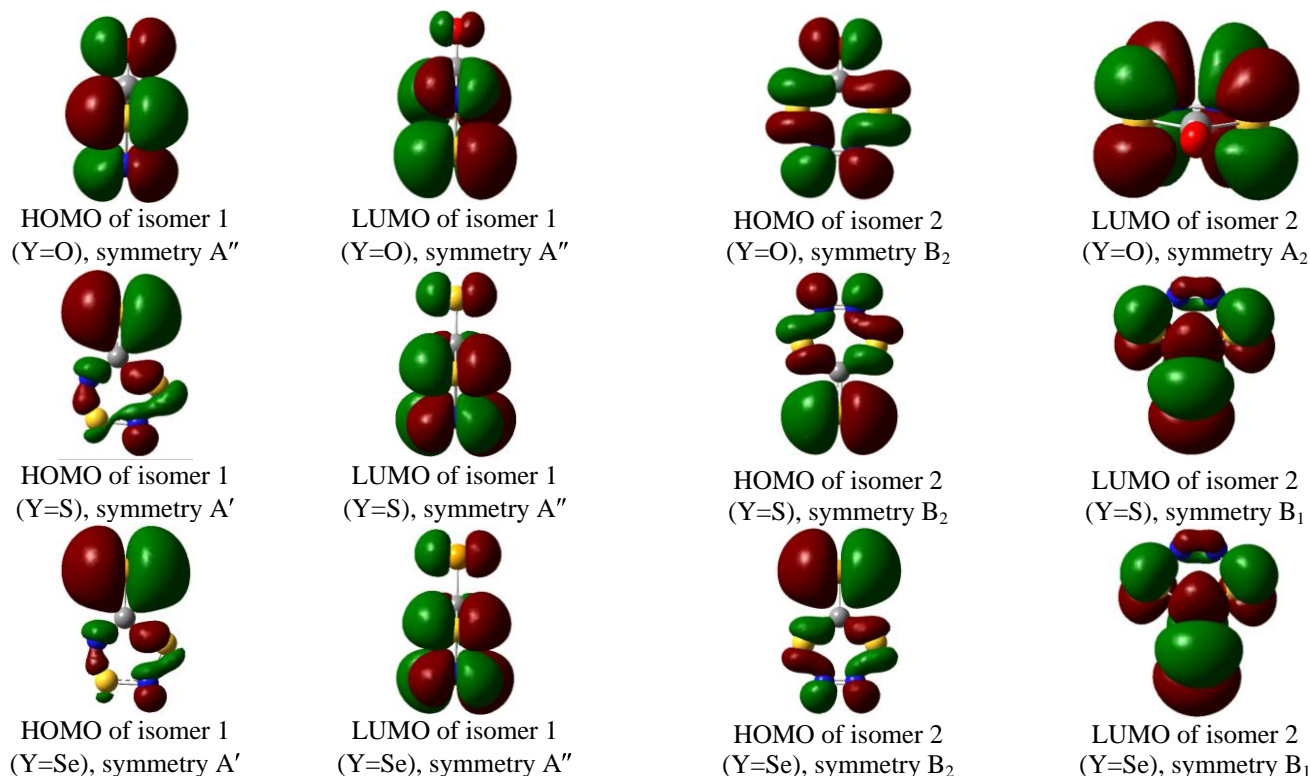 HOMO of isomer 1
(Y=O), symmetry A″
LUMO of isomer 1
(Y=O), symmetry A″
HOMO of isomer 2
(Y=O), symmetry B₂
LUMO of isomer 2
(Y=O), symmetry A₂
HOMO of isomer 1
(Y=S), symmetry A′
LUMO of isomer 1
(Y=S), symmetry A″
HOMO of isomer 2
(Y=S), symmetry B₂
LUMO of isomer 2
(Y=S), symmetry B₁
HOMO of isomer 1
(Y=Se), symmetry A′
LUMO of isomer 1
(Y=Se), symmetry A″
HOMO of isomer 2
(Y=Se), symmetry B₂
LUMO of isomer 2
(Y=Se), symmetry B₁